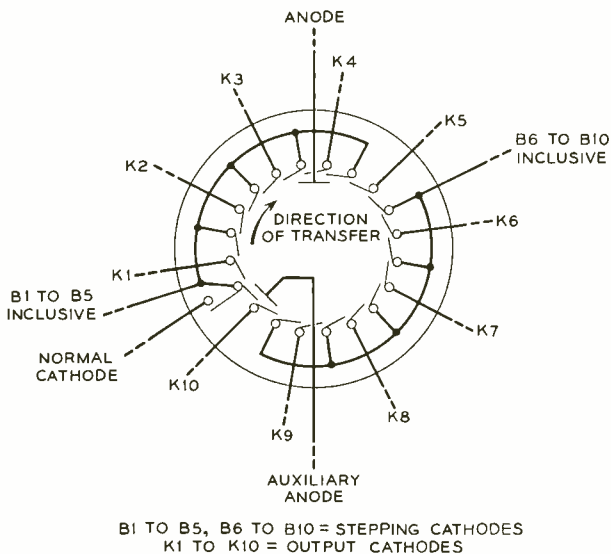 ANODE
K4
K3
K5
B6 TO B10
INCLUSIVE
K2
DIRECTION
OF TRANSFER
K6
K1
B1 TO B5
INCLUSIVE
K7
NORMAL
CATHODE
K10
K8
K9
AUXILIARY
ANODE
B1 TO B5, B6 TO B10 = STEPPING CATHODES
K1 TO K10 = OUTPUT CATHODES